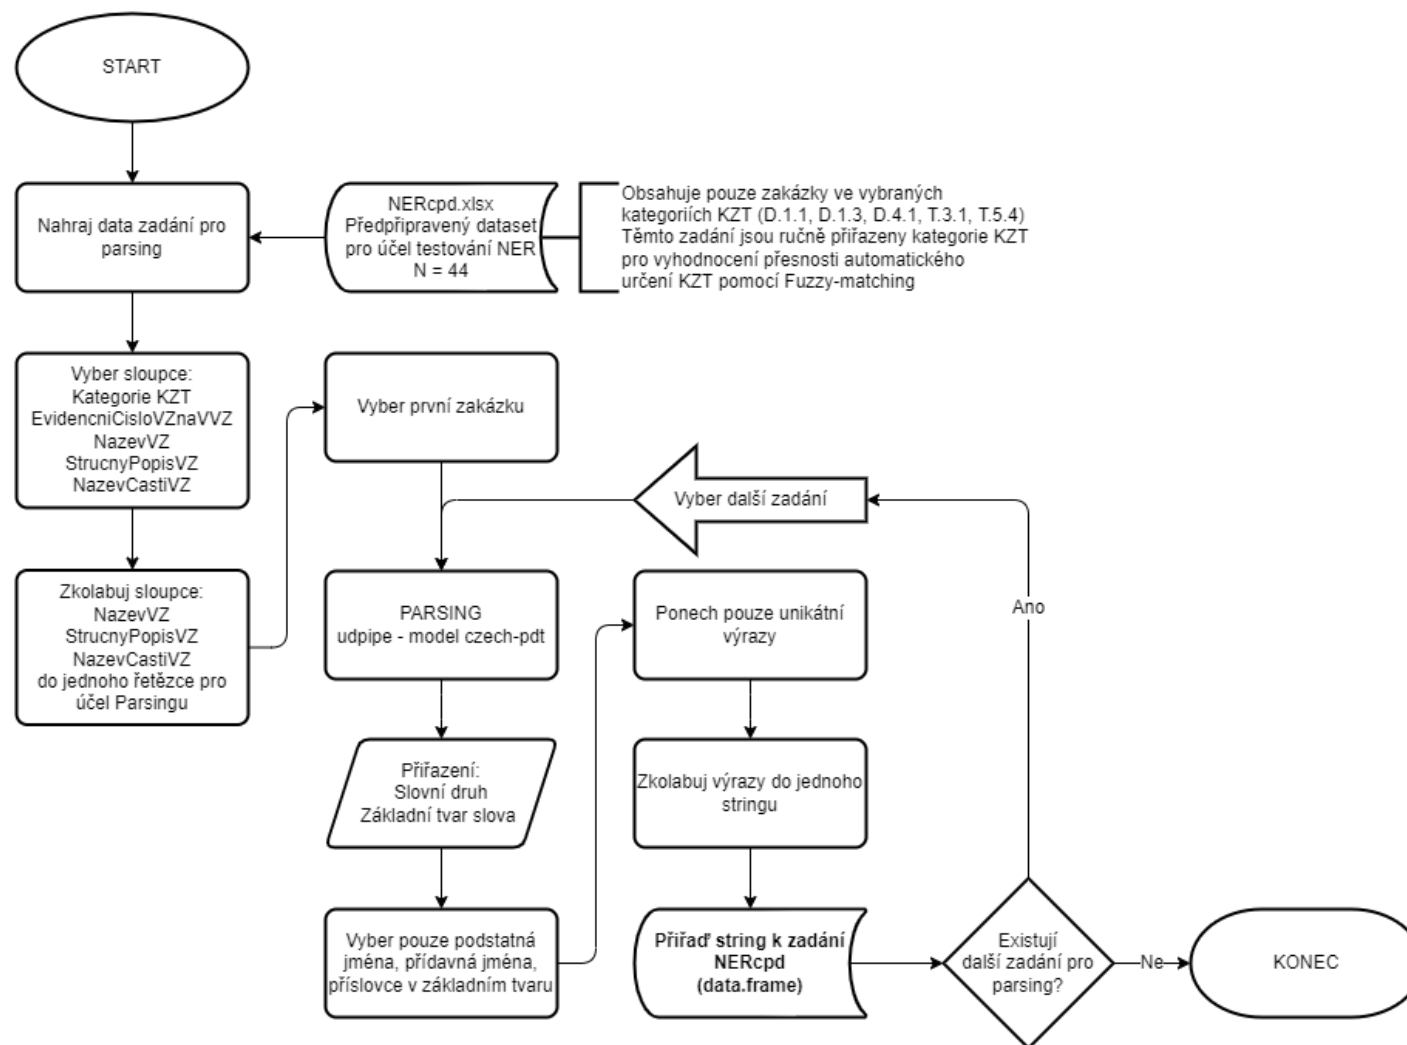 START
Nahraj data zadání pro
parsing
NERcpd.xlsx
Předpřipravený dataset
pro účel testování NER
N = 44
Obsahuje pouze zakázky ve vybraných
kategoriích KZT (D.1.1, D.1.3, D.4.1, T.3.1, T.5.4)
Těmto zadání jsou ručně přiřazeny kategorie KZT
pro vyhodnocení přesnosti automatického
určení KZT pomocí Fuzzy-matching
Vyber sloupce:
Kategorie KZT
EvidencniCisloVZnaVVZ
NazevVZ
StrucnyPopisVZ
NazevCastiVZ
Zkolabuj sloupce:
NazevVZ
StrucnyPopisVZ
NazevCastiVZ
do jednoho řetězce pro
účel Parsingu
Vyber první zakázku
Vyber další zadání
PARSING
udpipe - model czech-pdt
Přiřazení:
Slovní druh
Základní tvar slova
Vyber pouze podstatná
jména, přídavná jména,
příslovce v základním tvaru
Ponech pouze unikátní
výrazy
Zkolabuj výrazy do jednoho
stringu
Přiřaď string k zadání
NERcpd
(data.frame)
Existují
další zadání pro
parsing?
Ano
Ne
KONEC